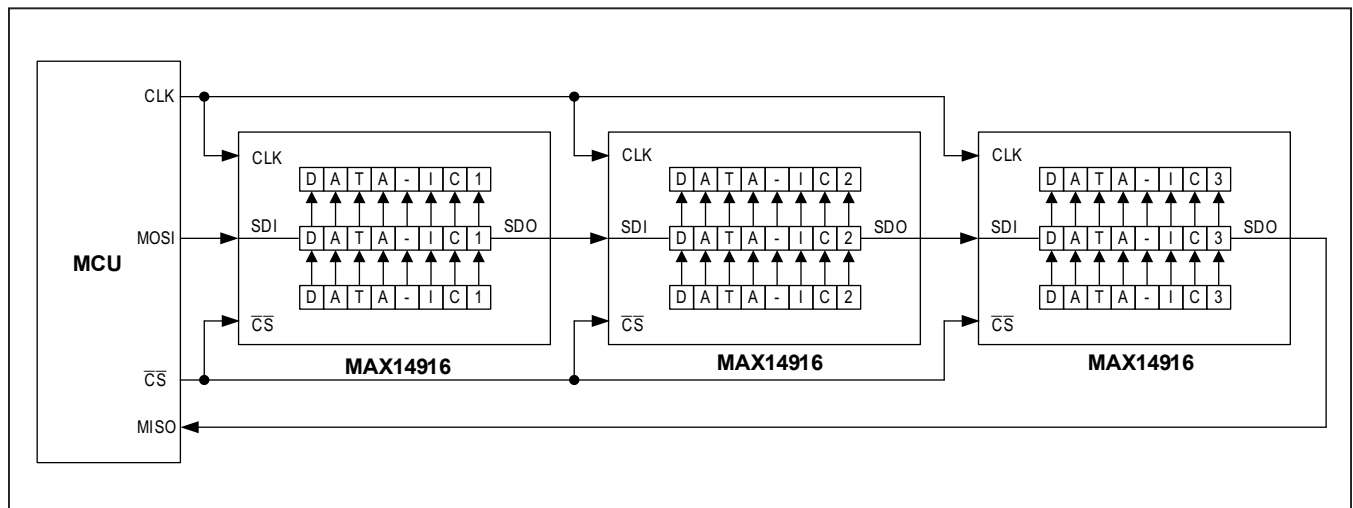 MCU
CLK
MOSI
CS
MISO
CLK
SDI
CS
SDO
DATA-IC1
DATA-IC1
DATA-IC1
MAX14916
CLK
SDI
CS
SDO
DATA-IC2
DATA-IC2
DATA-IC2
MAX14916
CLK
SDI
CS
SDO
DATA-IC3
DATA-IC3
DATA-IC3
MAX14916